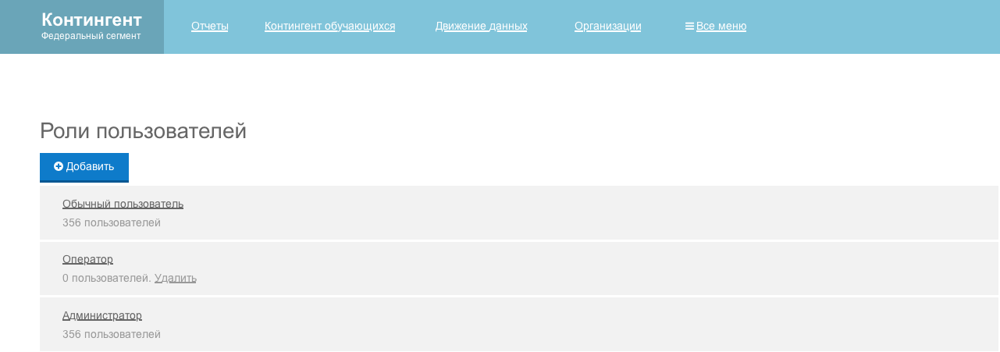 Контингент
Федеральный сегмент
Отчеты
Контингент обучающихся
Движение данных
Организации
Все меню
Роли пользователей
Добавить
Обычный пользователь
356 пользователей
Оператор
0 пользователей. Удалить
Администратор
356 пользователей